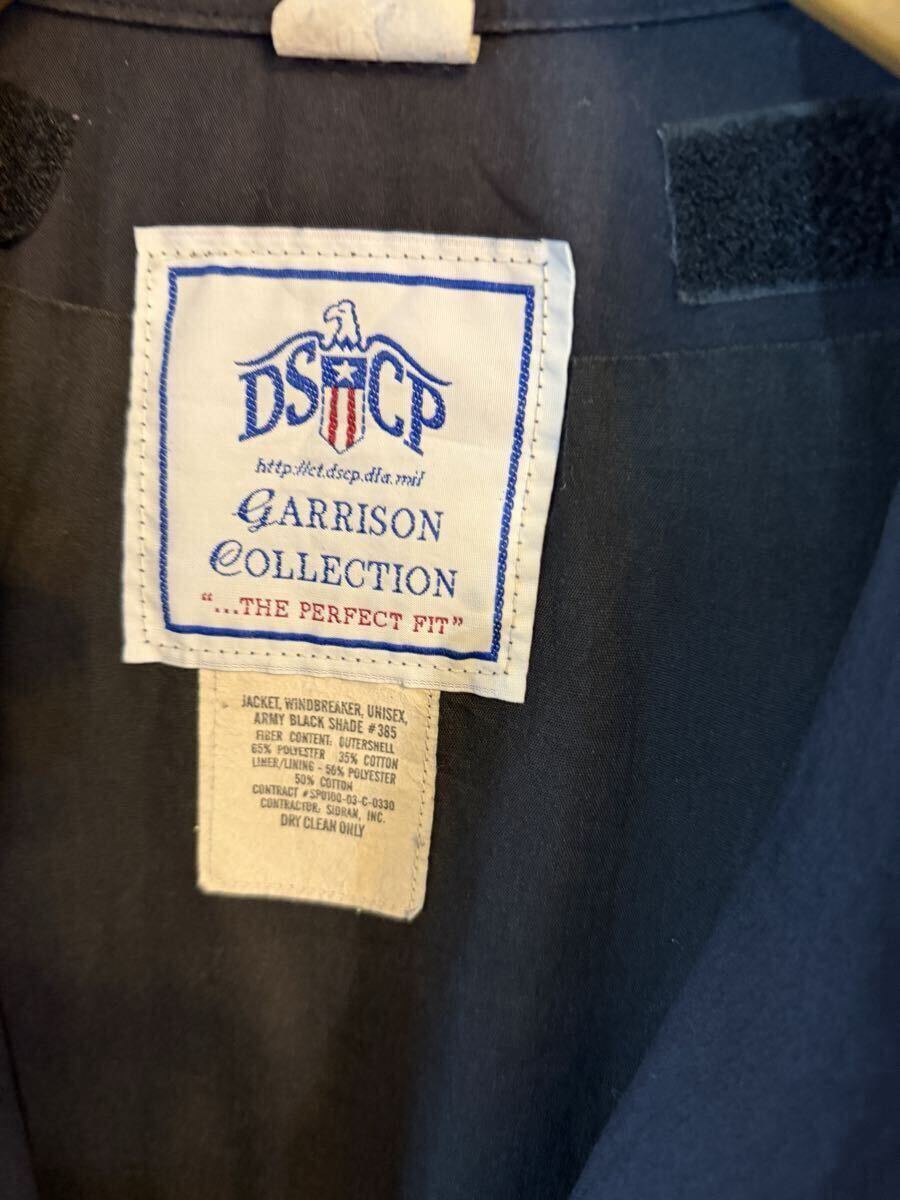 DSCP
http://ct.dscp.dla.mil
GARRISON
COLLECTION
"...THE PERFECT FIT"
JACKET, WINDBREAKER, UNISEX,
ARMY BLACK SHADE #385
FIBER CONTENT: OUTERSHELL
65% POLYESTER 35% COTTON
LINER/LINING - 50% POLYESTER
50% COTTON
CONTRACT #SP0100-03-C-0330
CONTRACTOR: SIDRAN, INC.
DRY CLEAN ONLY